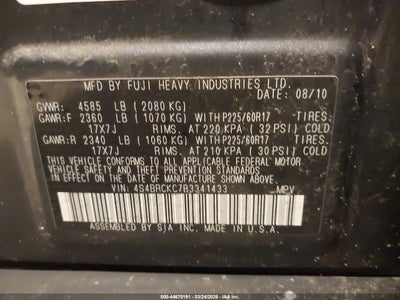 MFD BY FUJI HEAVY INDUSTRIES LTD.
DATE: 08/10
GVWR: 4585 LB (2080 KG)
GAWR:F 2360 LB (1070 KG) WITH P225/60R17 TIRES.
17X7J RIMS. AT 220 KPA (32 PSI) COLD
GAWR:R 2340 LB (1060 KG) WITH P225/60R17 TIRES.
17X7J RIMS. AT 210 KPA (30 PSI) COLD
THIS VEHICLE CONFORMS TO ALL APPLICABLE FEDERAL MOTOR
VEHICLE SAFETY AND THEFT PREVENTION STANDARDS
IN EFFECT ON THE DATE OF MANUFACTURE SHOWN ABOVE.
VIN: 4S4BRCKC7B3341433 MPV
ASSEMBLED BY SIA INC. MADE IN U.S.A.
000-44670191 - 03/24/2026 - IAA Inc.